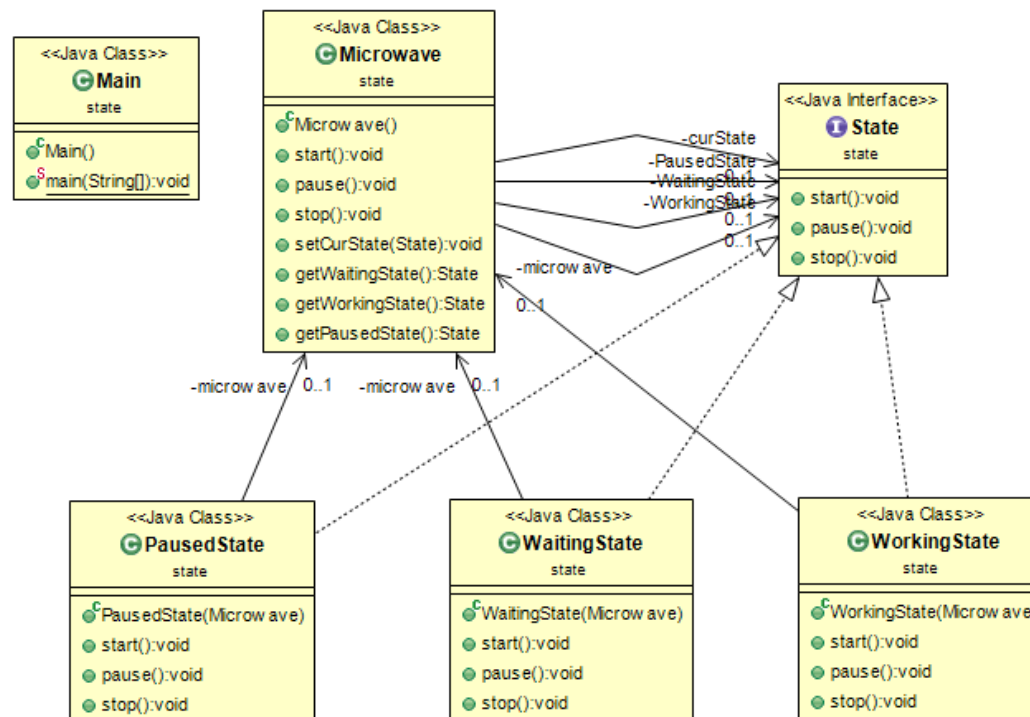 <<Java Class>>
Main
state
Main()
main(String[]):void
<<Java Class>>
Microwave
state
Microwave()
start():void
pause():void
stop():void
setCurState(State):void
getWaitingState():State
getWorkingState():State
getPausedState():State
<<Java Interface>>
State
state
start():void
pause():void
stop():void
-curState
0..1
-PausedState
0..1
-WaitingState
0..1
-WorkingState
0..1
-microwave
0..1
-microwave
0..1
-microwave
0..1
<<Java Class>>
PausedState
state
PausedState(Microwave)
start():void
pause():void
stop():void
<<Java Class>>
WaitingState
state
WaitingState(Microwave)
start():void
pause():void
stop():void
<<Java Class>>
WorkingState
state
WorkingState(Microwave
start():void
pause():void
stop():void